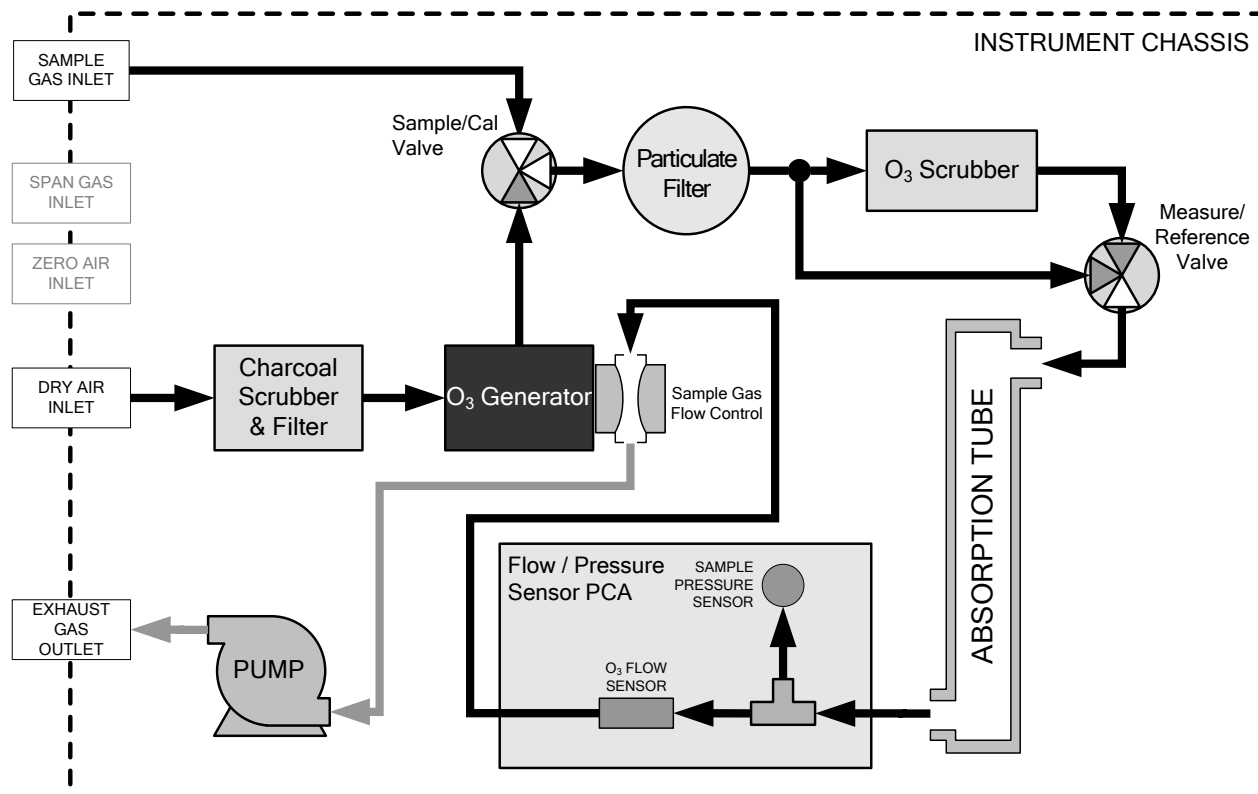 INSTRUMENT CHASSIS
SAMPLE
GAS INLET
Sample/Cal
Valve
Particulate
Filter
O₃ Scrubber
SPAN GAS
INLET
Measure/
Reference
Valve
ZERO AIR
INLET
DRY AIR
INLET
Charcoal
Scrubber
& Filter
O₃ Generator
Sample Gas
Flow Control
ABSORPTION TUBE
Flow / Pressure
Sensor PCA
SAMPLE
PRESSURE
SENSOR
EXHAUST
GAS
OUTLET
PUMP
O₃ FLOW
SENSOR